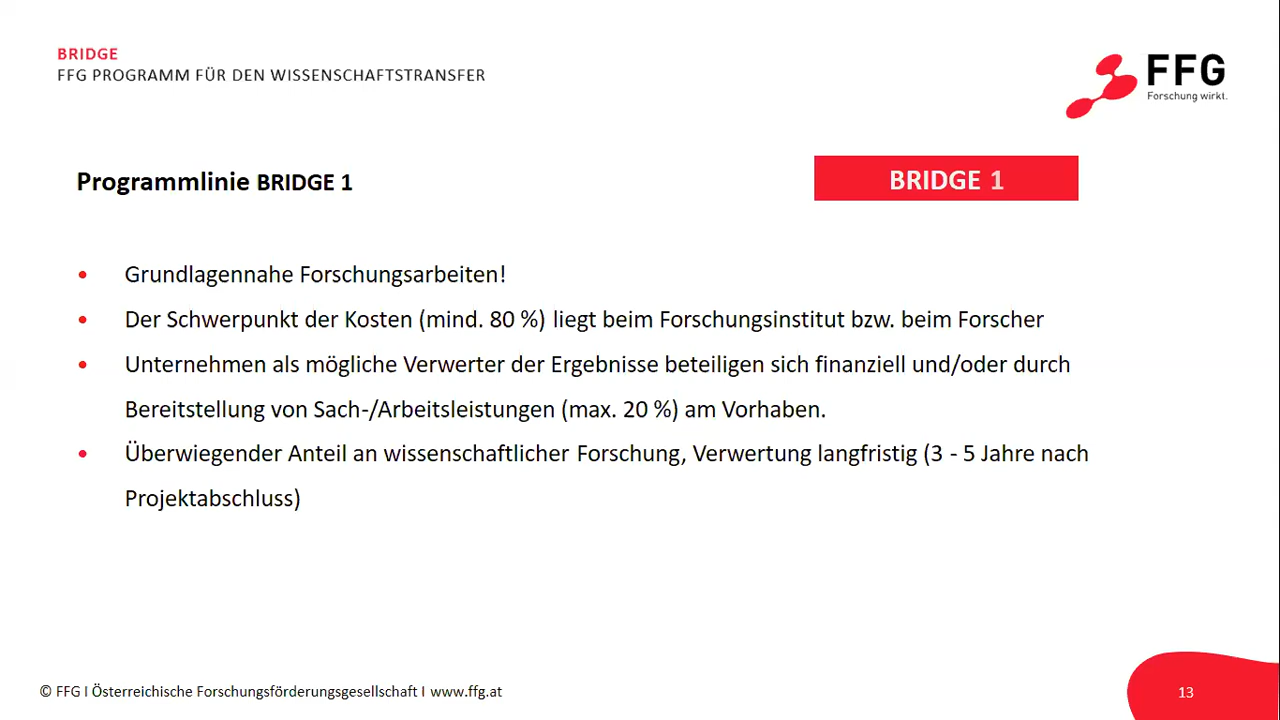 BRIDGE
FFG PROGRAMM FÜR DEN WISSENSCHAFTSTRANSFER
FFG
Forschung wirkt.
Programmlinie BRIDGE 1
BRIDGE 1
• Grundlagennahe Forschungsarbeiten!
• Der Schwerpunkt der Kosten (mind. 80 %) liegt beim Forschungsinstitut bzw. beim Forscher
• Unternehmen als mögliche Verwerter der Ergebnisse beteiligen sich finanziell und/oder durch
Bereitstellung von Sach-/Arbeitsleistungen (max. 20 %) am Vorhaben.
• Überwiegender Anteil an wissenschaftlicher Forschung, Verwertung langfristig (3 - 5 Jahre nach
Projektabschluss)
© FFG I Österreichische Forschungsförderungsgesellschaft I www.ffg.at
13